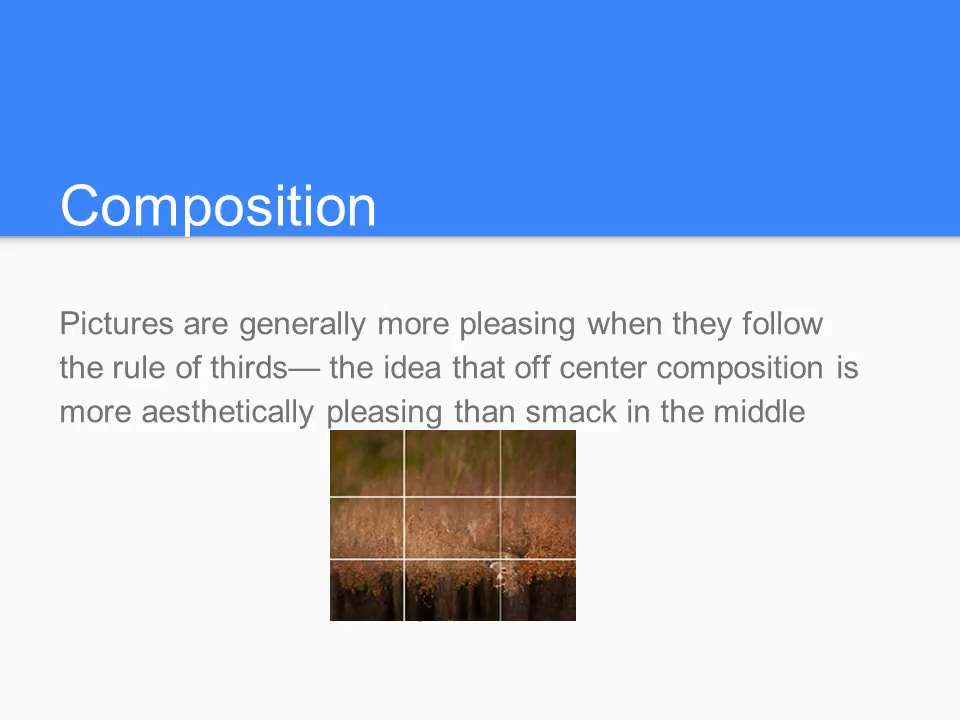 Composition
Pictures are generally more pleasing when they follow
the rule of thirds— the idea that off center composition is
more aesthetically pleasing than smack in the middle